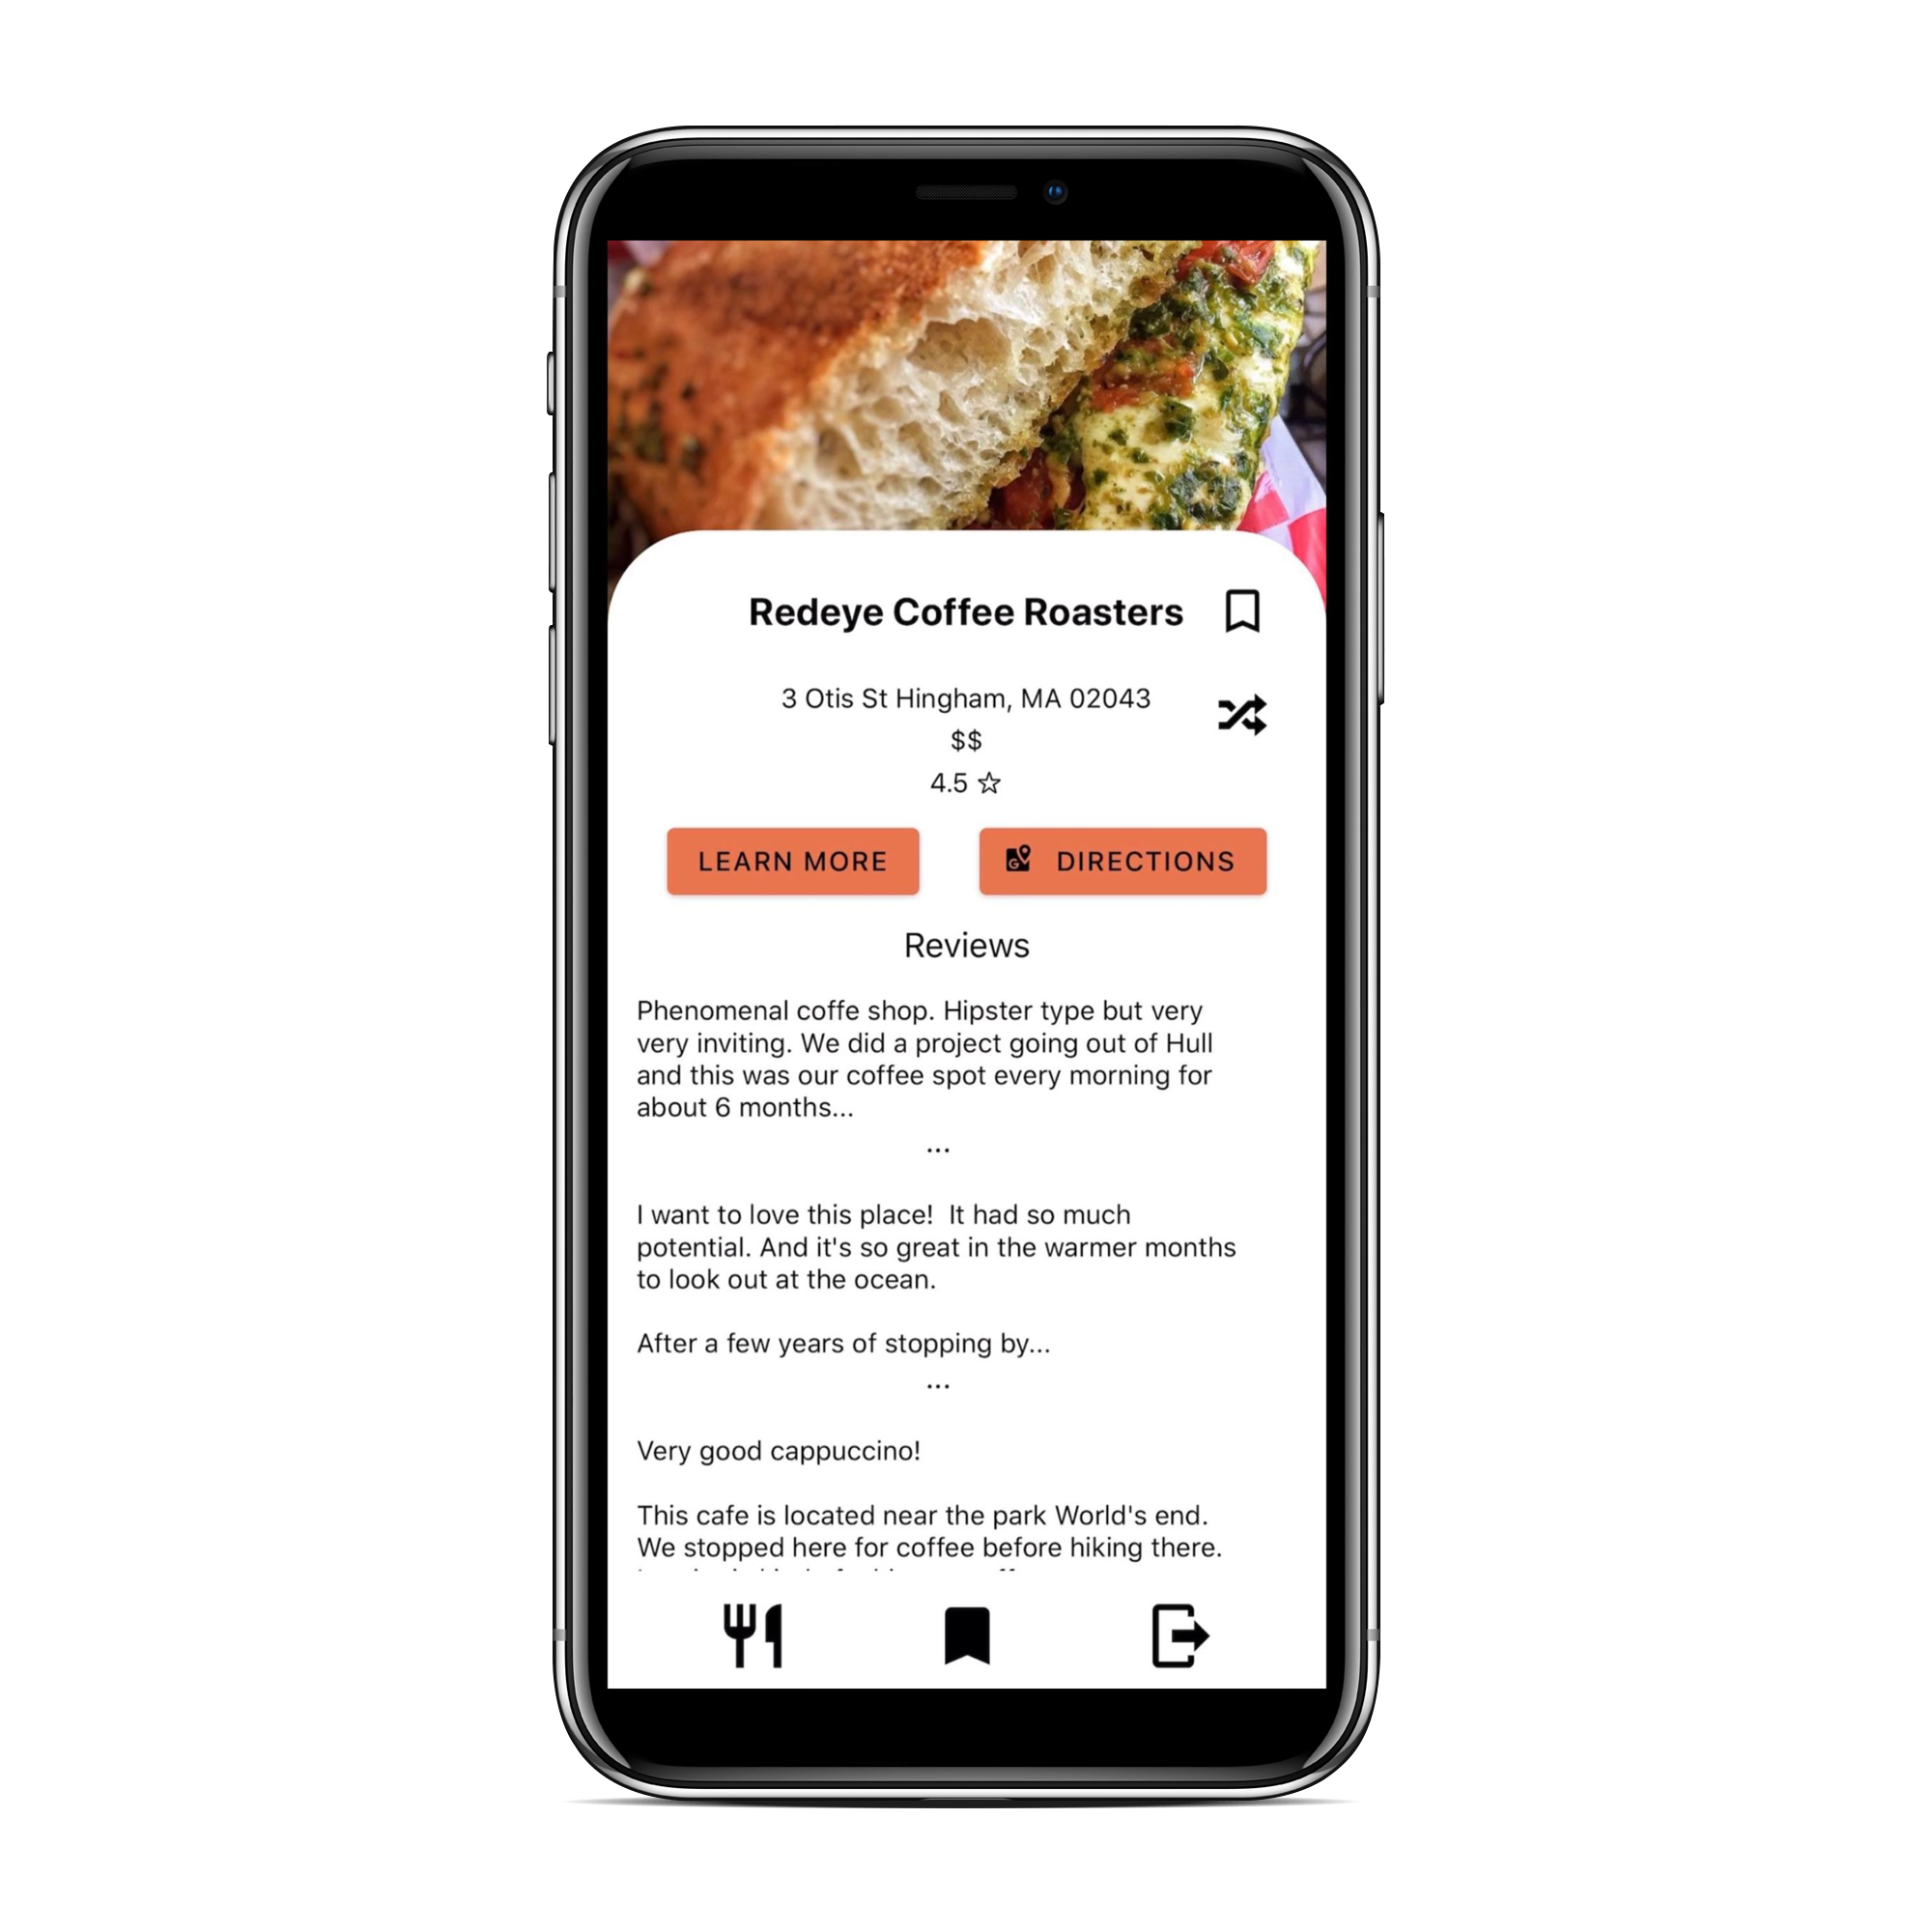 Redeye Coffee Roasters
3 Otis St Hingham, MA 02043
$$
4.5 ☆
LEARN MORE
DIRECTIONS
Reviews
Phenomenal coffe shop. Hipster type but very
very inviting. We did a project going out of Hull
and this was our coffee spot every morning for
about 6 months...
...
I want to love this place!  It had so much
potential. And it's so great in the warmer months
to look out at the ocean.
After a few years of stopping by...
...
Very good cappuccino!
This cafe is located near the park World's end.
We stopped here for coffee before hiking there.